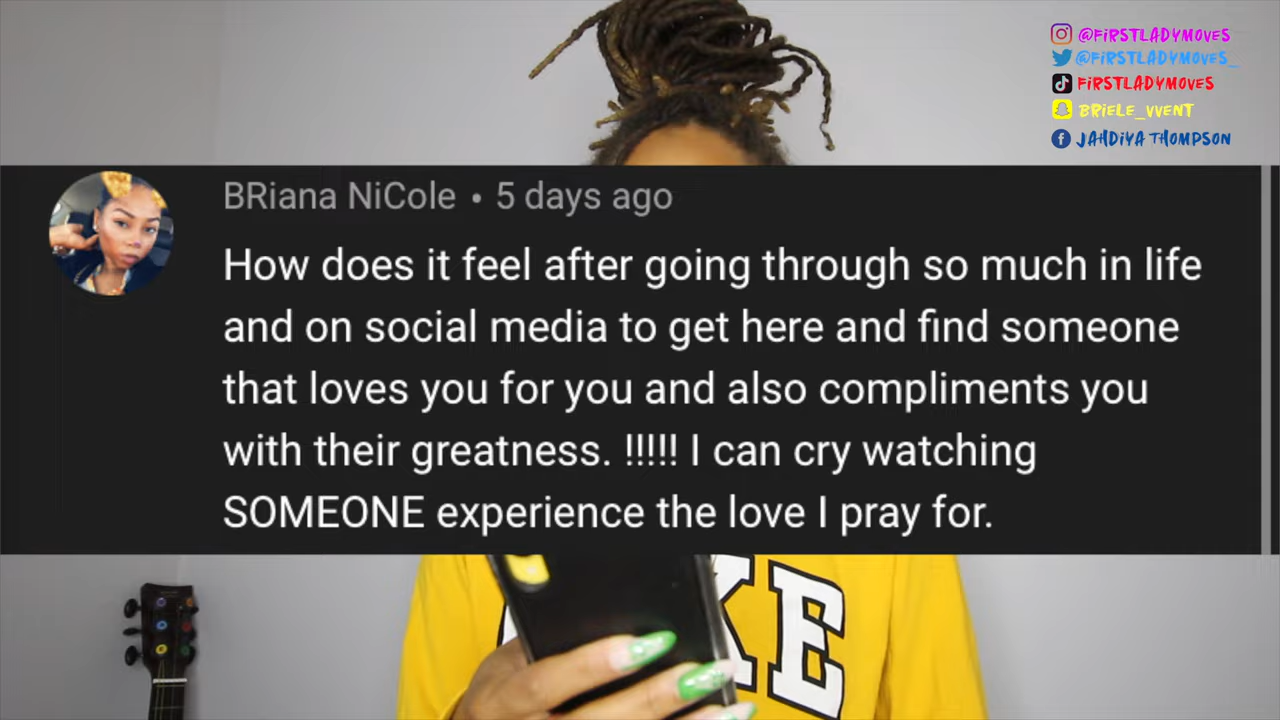 @FIRSTLADYMOVES
@FIRSTLADYMOVES_
FIRSTLADYMOVES
BRIELE_VVENT
JAHDIYA THOMPSON
BRiana NiCole • 5 days ago
How does it feel after going through so much in life
and on social media to get here and find someone
that loves you for you and also compliments you
with their greatness. !!!!! I can cry watching
SOMEONE experience the love I pray for.
KE